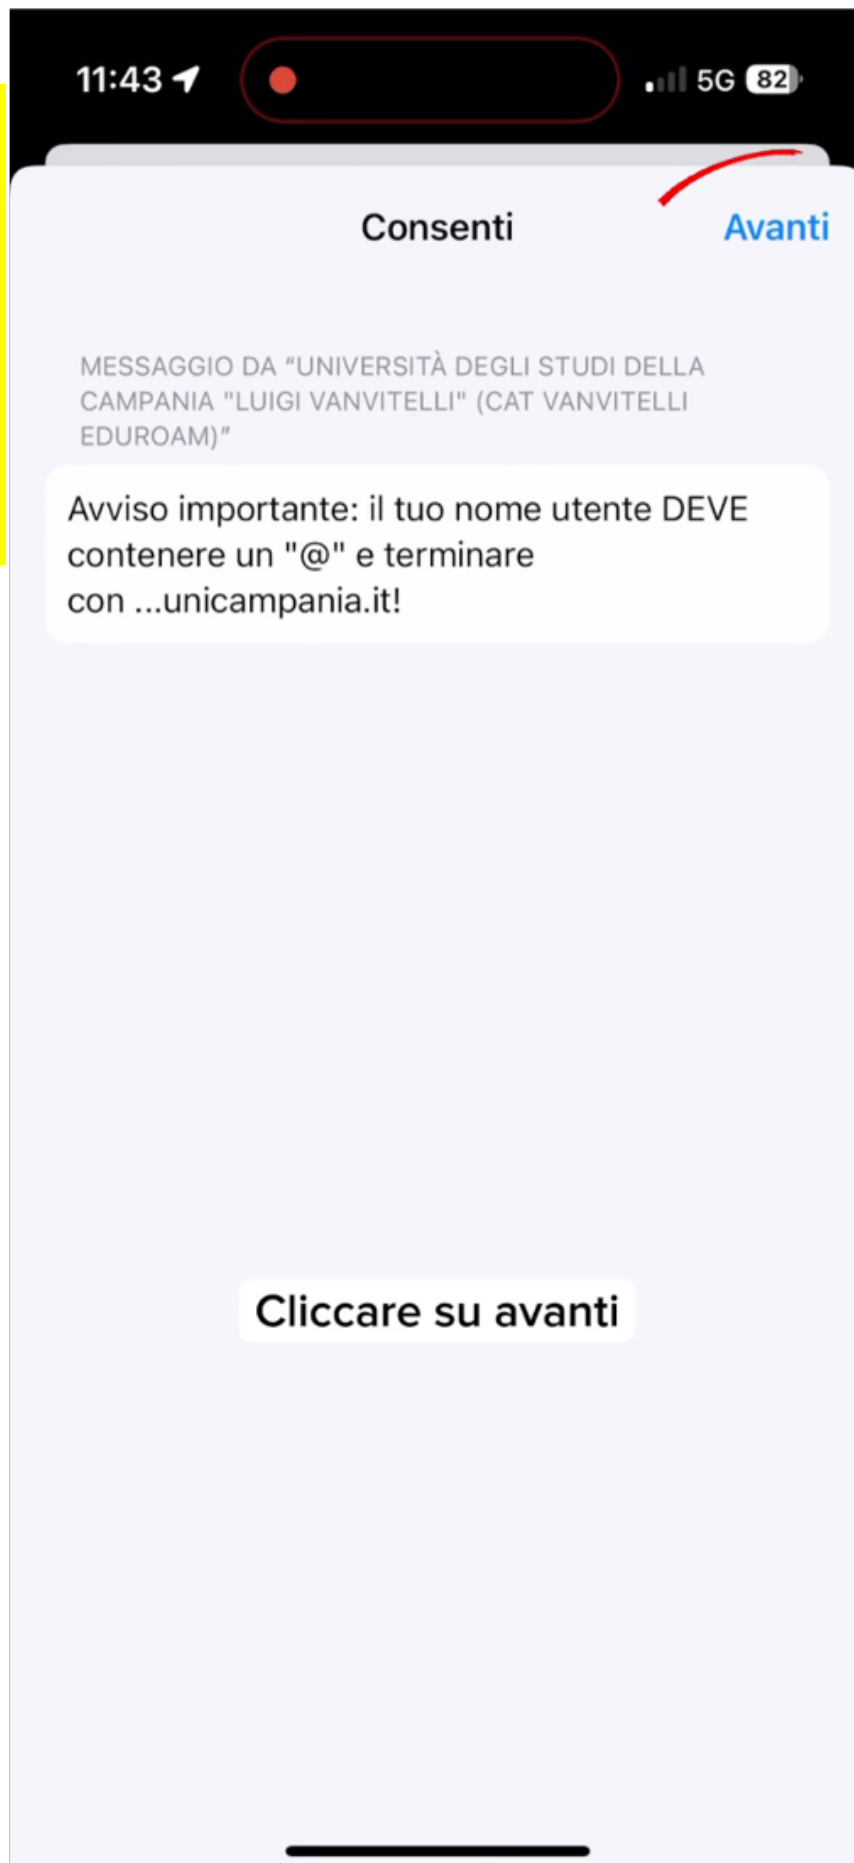 11:43 5G 82
Consenti Avanti
MESSAGGIO DA “UNIVERSITÀ DEGLI STUDI DELLA
CAMPANIA "LUIGI VANVITELLI" (CAT VANVITELLI
EDUROAM)”
Avviso importante: il tuo nome utente DEVE
contenere un "@" e terminare
con ...unicampania.it!
Cliccare su avanti